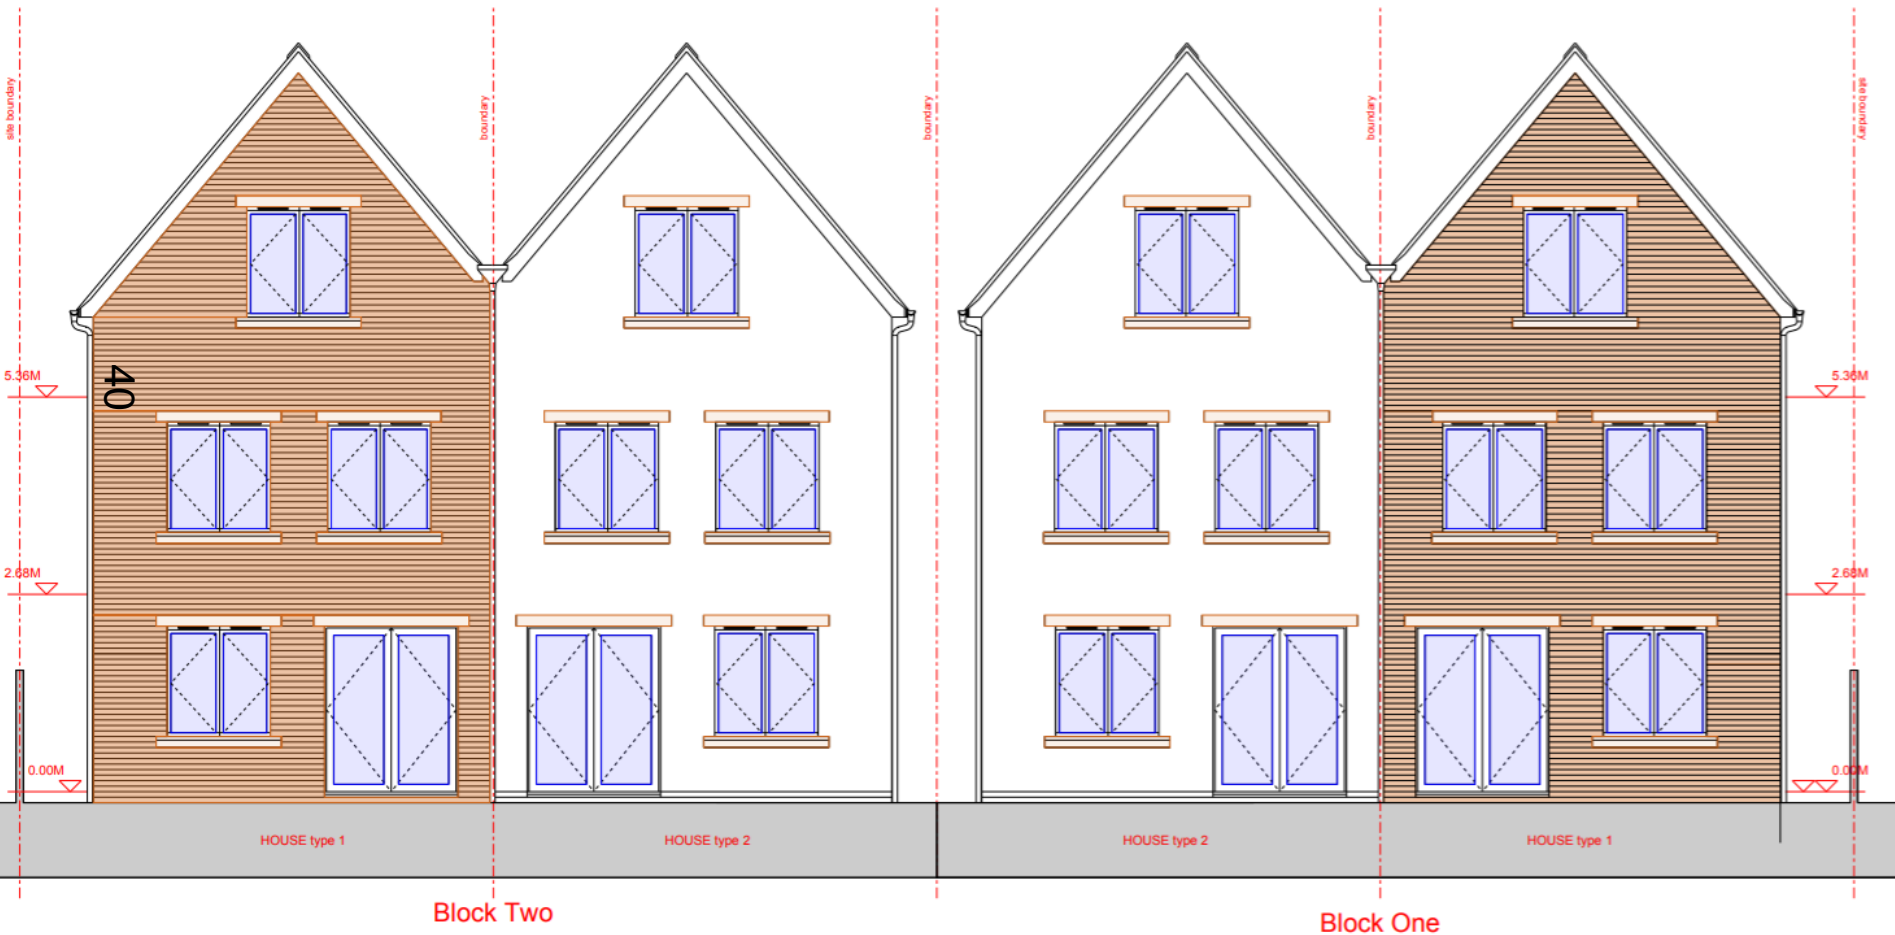 site boundary
boundary
boundary
boundary
site boundary
5.36M
40
5.36M
2.68M
2.68M
0.00M
0.00M
HOUSE type 1
HOUSE type 2
HOUSE type 2
HOUSE type 1
Block Two
Block One